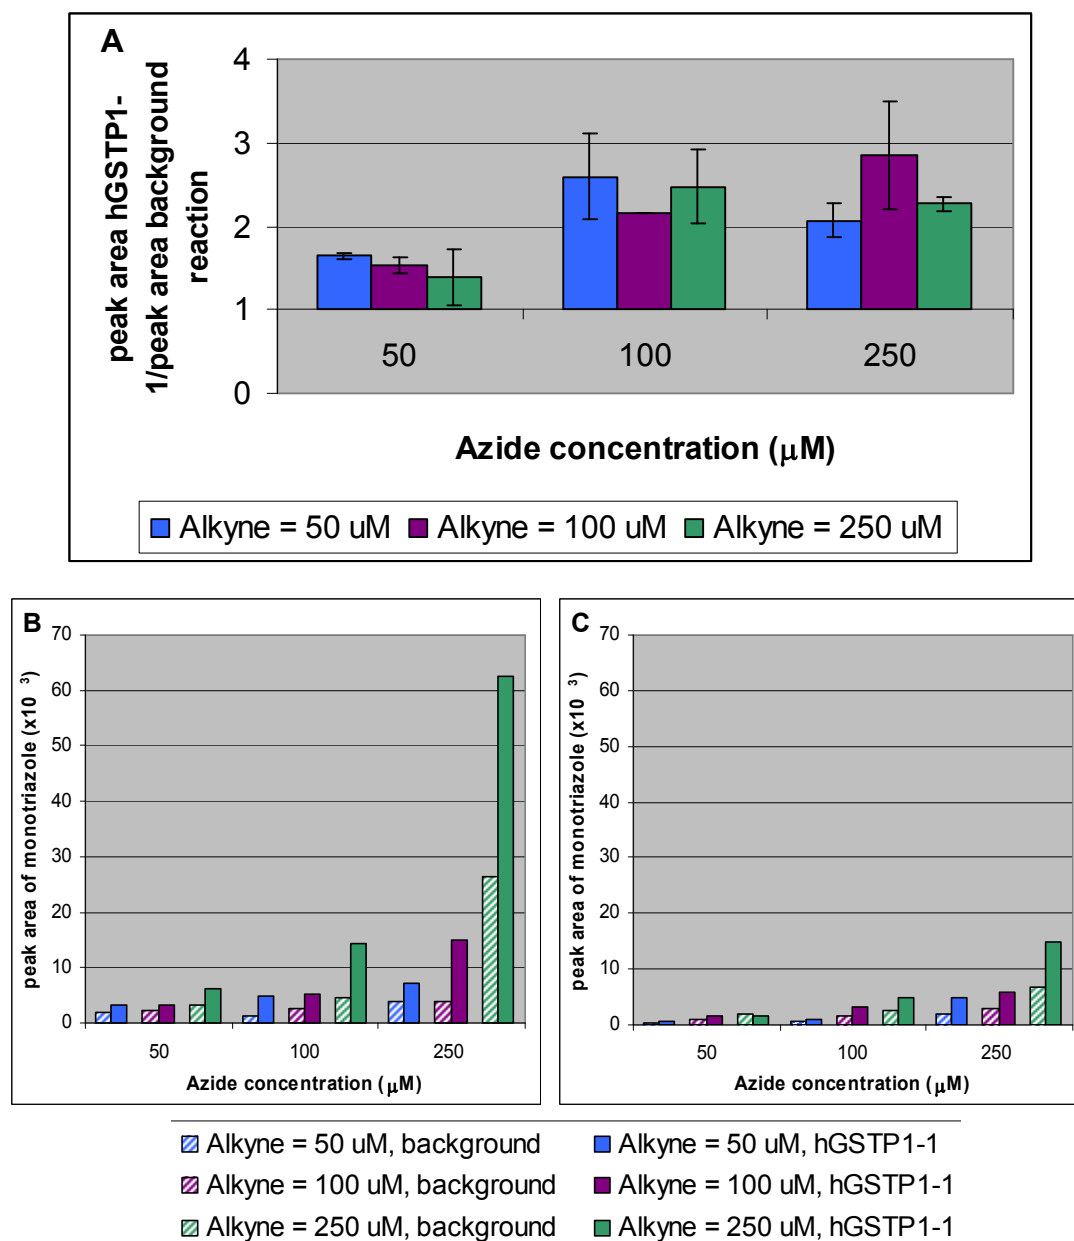 A
peak area hGSTP1-
1/peak area background
reaction
4
3
2
1
0
50 100 250
Azide concentration (μM)
Alkyne = 50 uM Alkyne = 100 uM Alkyne = 250 uM
B
peak area of monotriazole (x10 ³)
70
60
50
40
30
20
10
0
50 100 250
Azide concentration (μM)
C
peak area of monotriazole (x10 ³)
70
60
50
40
30
20
10
0
50 100 250
Azide concentration (μM)
Alkyne = 50 uM, background Alkyne = 50 uM, hGSTP1-1
Alkyne = 100 uM, background Alkyne = 100 uM, hGSTP1-1
Alkyne = 250 uM, background Alkyne = 250 uM, hGSTP1-1